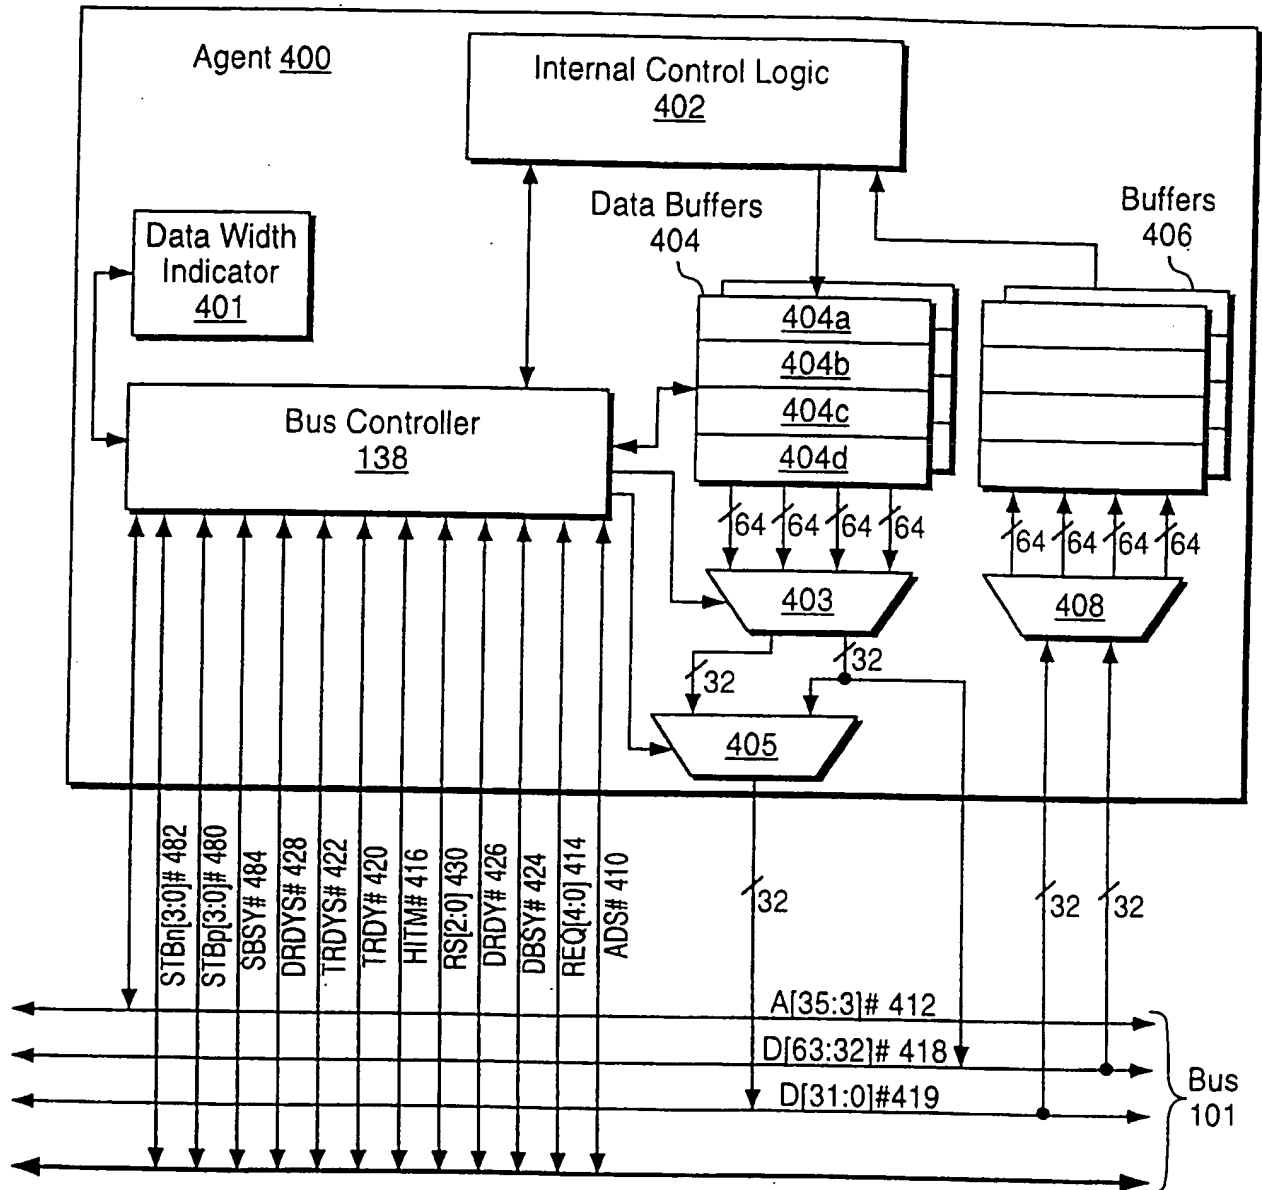 Agent 400
Internal Control Logic
402
Data Width
Indicator
401
Data Buffers
404
Buffers
406
404a
404b
404c
404d
Bus Controller
138
64
64
64
64
64
64
64
64
403
408
32
32
405
STBn[3:0]# 482
STBp[3:0]# 480
SBSY# 484
DRDYS# 428
TRDYS# 422
TRDY# 420
HITM# 416
RS[2:0] 430
DRDY# 426
DBSY# 424
REQ[4:0] 414
ADS# 410
32
32
32
A[35:3]# 412
D[63:32]# 418
D[31:0]#419
Bus
101